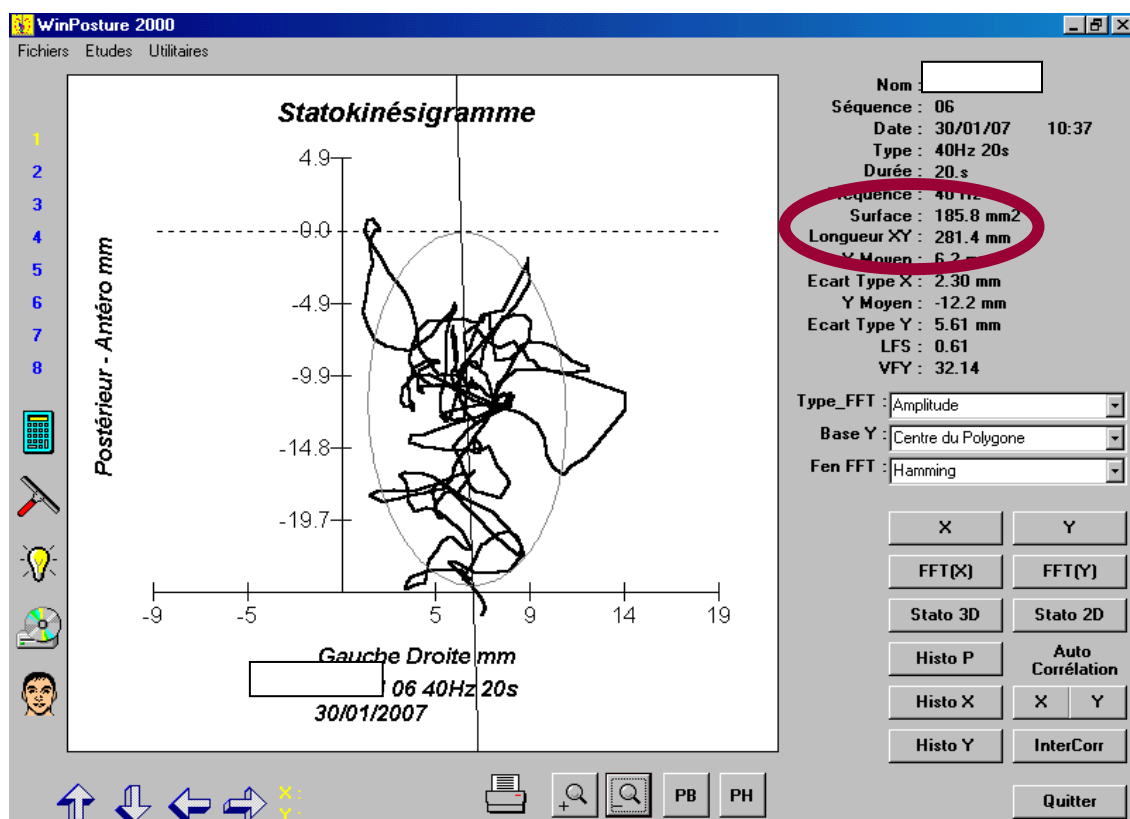 WinPosture 2000
Fichiers Etudes Utilitaires
1
2
3
4
5
6
7
8
Statokinésigramme
Postérieur - Antéro mm
4.9
-0.0
-4.9
-9.9
-14.8
-19.7
-9 -5 5 9 14 19
Gauche Droite mm
06 40Hz 20s
30/01/2007
Nom :
Séquence : 06
Date : 30/01/07 10:37
Type : 40Hz 20s
Durée : 20.s
40 Hz
Surface : 185.8 mm2
Longueur XY : 281.4 mm
Moyen : 6.2
Ecart Type X : 2.30 mm
Y Moyen : -12.2 mm
Ecart Type Y : 5.61 mm
LFS : 0.61
VFY : 32.14
Type_FFT : Amplitude
Base Y : Centre du Polygone
Fen FFT : Hamming
X Y
FFT(X) FFT(Y)
Stato 3D Stato 2D
Histo P Auto Corrélation
Histo X X Y
Histo Y InterCorr
X :
Y :
PB PH
Quitter